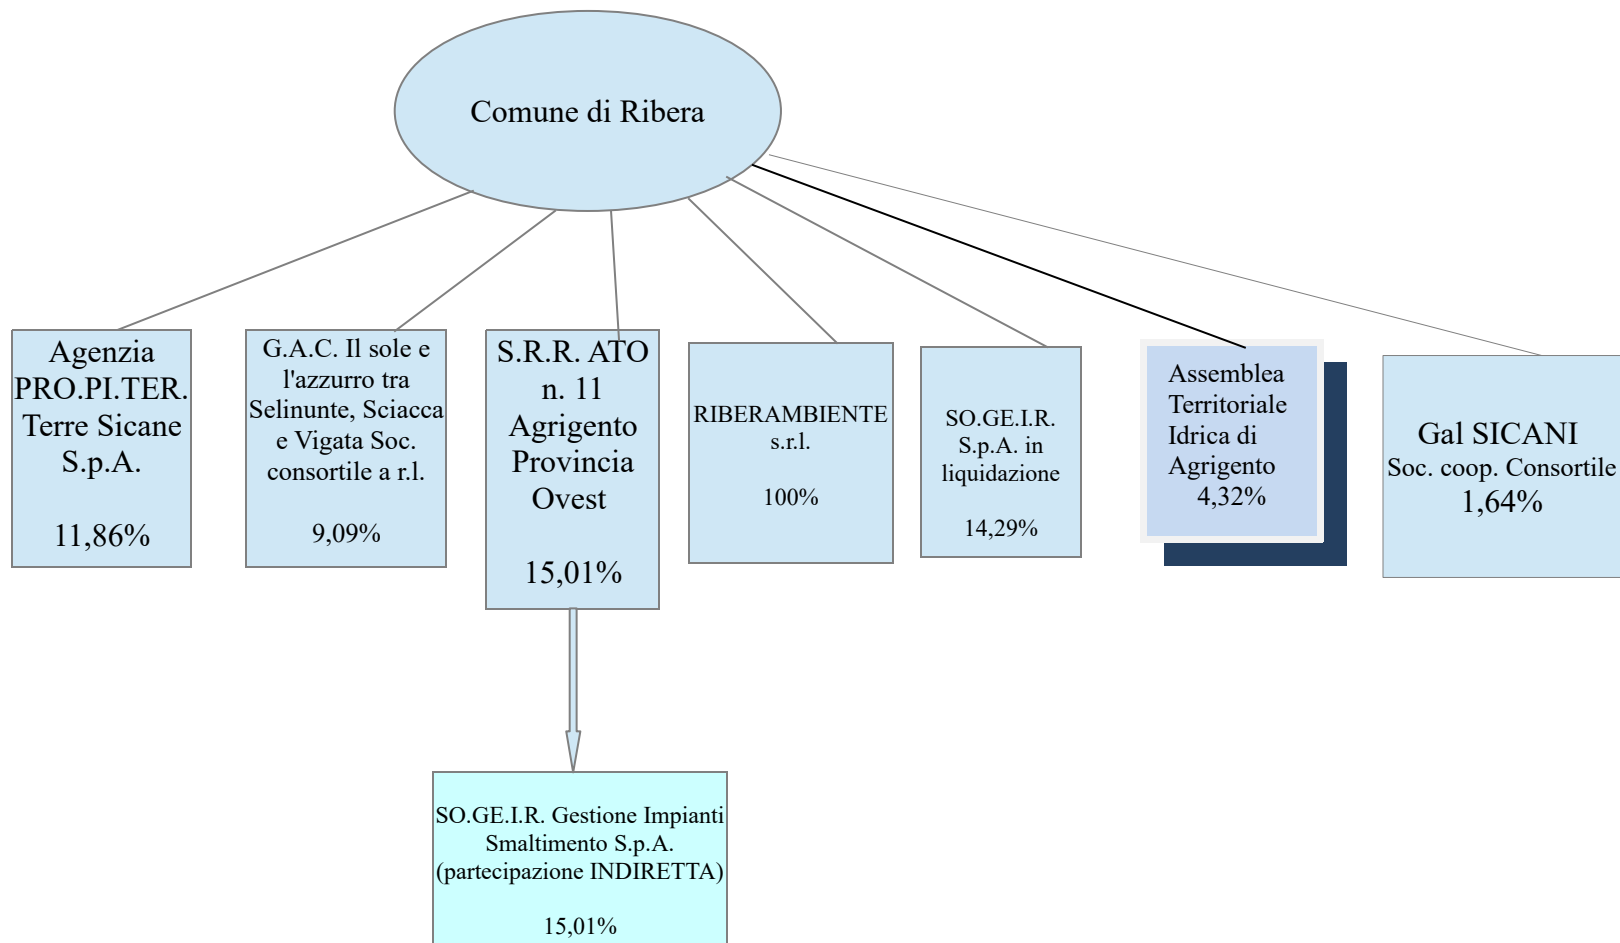 Comune di Ribera
Agenzia
PRO.PI.TER.
Terre Sicane
S.p.A.
11,86%
G.A.C. Il sole e
l'azzurro tra
Selinunte, Sciacca
e Vigata Soc.
consortile a r.l.
9,09%
S.R.R. ATO
n. 11
Agrigento
Provincia
Ovest
15,01%
RIBERAMBIENTE
s.r.l.
100%
SO.GE.I.R.
S.p.A. in
liquidazione
14,29%
Assemblea
Territoriale
Idrica di
Agrigento
4,32%
Gal SICANI
Soc. coop. Consortile
1,64%
SO.GE.I.R. Gestione Impianti
Smaltimento S.p.A.
(partecipazione INDIRETTA)
15,01%